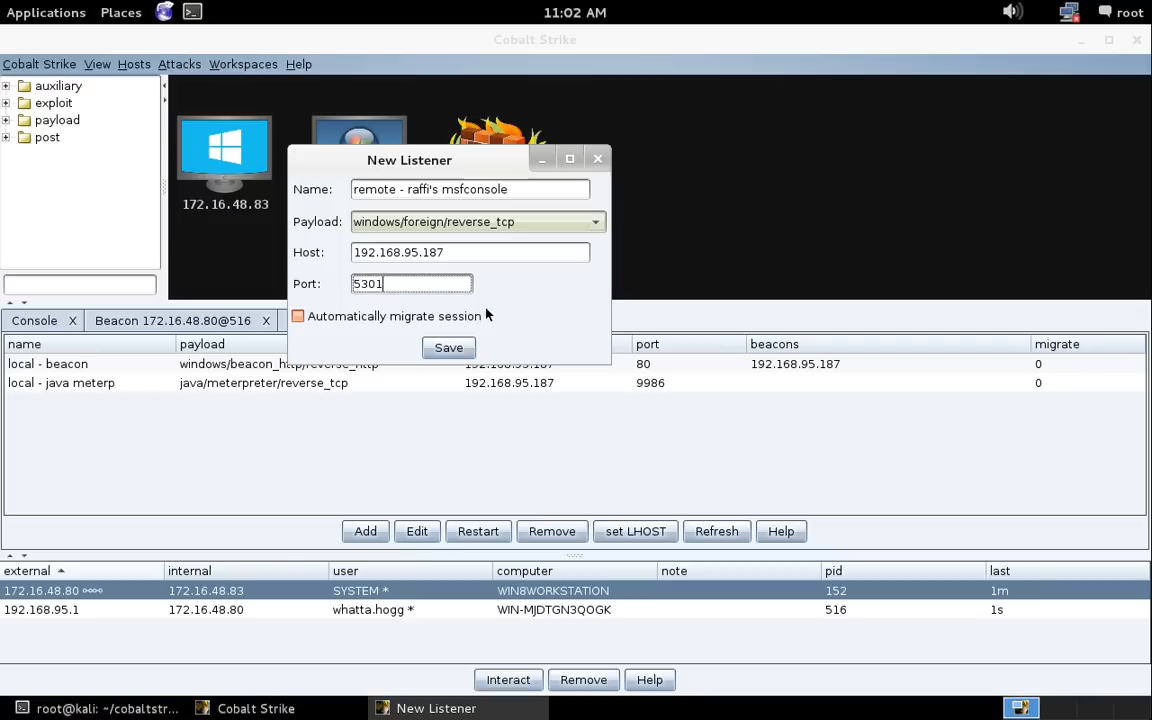 Applications Places 11:02 AM root
Cobalt Strike
Cobalt Strike View Hosts Attacks Workspaces Help
auxiliary
exploit
payload
post
172.16.48.83
New Listener
Name: remote - raffi's msfconsole
Payload: windows/foreign/reverse_tcp
Host: 192.168.95.187
Port: 5301
Automatically migrate session
Save
Console X Beacon 172.16.48.80@516 X
name payload port beacons migrate
local - beacon windows/beacon_http/reverse_http 192.168.95.187 80 192.168.95.187 0
local - java meterp java/meterpreter/reverse_tcp 192.168.95.187 9986 0
Add Edit Restart Remove set LHOST Refresh Help
external internal user computer note pid last
172.16.48.80 172.16.48.83 SYSTEM * WIN8WORKSTATION 152 1m
192.168.95.1 172.16.48.80 whatta.hogg * WIN-MJDTGN3QOGK 516 1s
Interact Remove Help
root@kali: ~/cobaltstr... Cobalt Strike New Listener